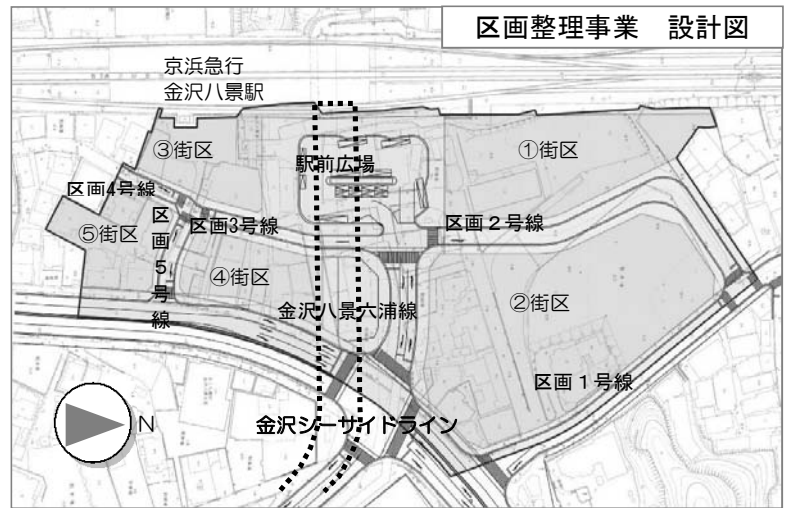 区画整理事業 設計図
京浜急行
金沢八景駅
③街区
駅前広場
①街区
区画4号線
区画3号線
区画２号線
⑤街区
区画５号線
④街区
金沢八景六浦線
②街区
区画１号線
金沢シーサイドライン
N